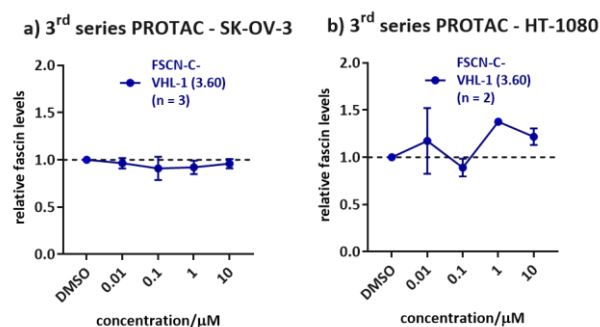 a) 3rd series PROTAC - SK-OV-3
FSCN-C-
VHL-1 (3.60)
(n = 3)
relative fascin levels
2.0
1.5
1.0
0.5
0.0
DMSO
0.01
0.1
1
10
concentration/µM
b) 3rd series PROTAC - HT-1080
FSCN-C-
VHL-1 (3.60)
(n = 2)
relative fascin levels
2.0
1.5
1.0
0.5
0.0
DMSO
0.01
0.1
1
10
concentration/µM